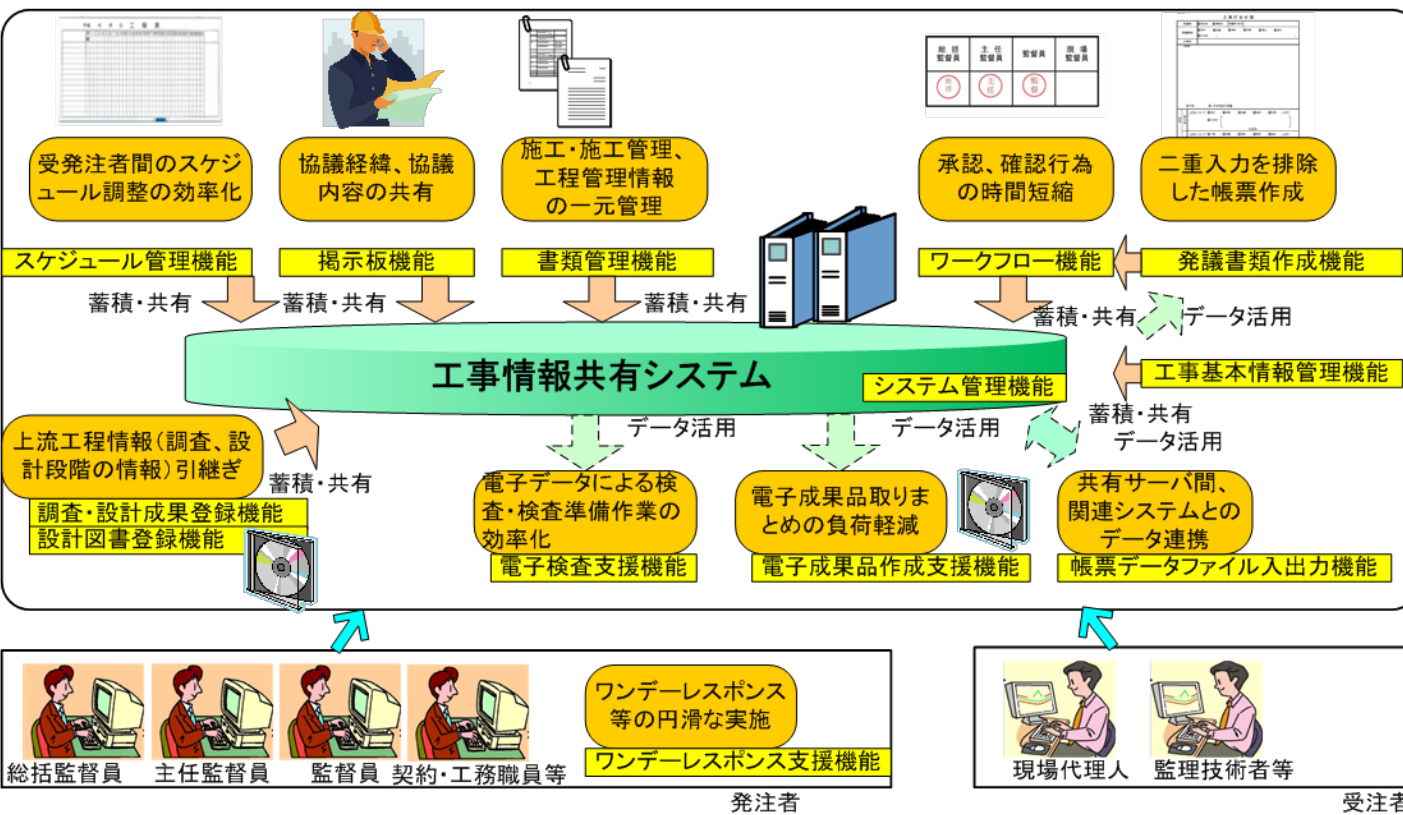 工 程 表
総 括
監督員
主 任
監督員
監督員
現 場
監督員
総括
主任
監督
受発注者間のスケジ
ュール調整の効率化
協議経緯、協議
内容の共有
施工・施工管理、
工程管理情報
の一元管理
承認、確認行為
の時間短縮
二重入力を排除
した帳票作成
スケジュール管理機能
掲示板機能
書類管理機能
ワークフロー機能
発議書類作成機能
蓄積・共有
蓄積・共有
蓄積・共有
蓄積・共有
データ活用
工事情報共有システム
システム管理機能
工事基本情報管理機能
蓄積・共有
データ活用
データ活用
データ活用
上流工程情報(調査、設
計段階の情報)引継ぎ
蓄積・共有
調査・設計成果登録機能
設計図書登録機能
電子データによる検
査・検査準備作業の
効率化
電子検査支援機能
電子成果品取りま
とめの負荷軽減
電子成果品作成支援機能
共有サーバ間、
関連システムとの
データ連携
帳票データファイル入出力機能
ワンデーレスポンス
等の円滑な実施
ワンデーレスポンス支援機能
総括監督員
主任監督員
監督員
契約・工務職員等
発注者
現場代理人
監理技術者等
受注者